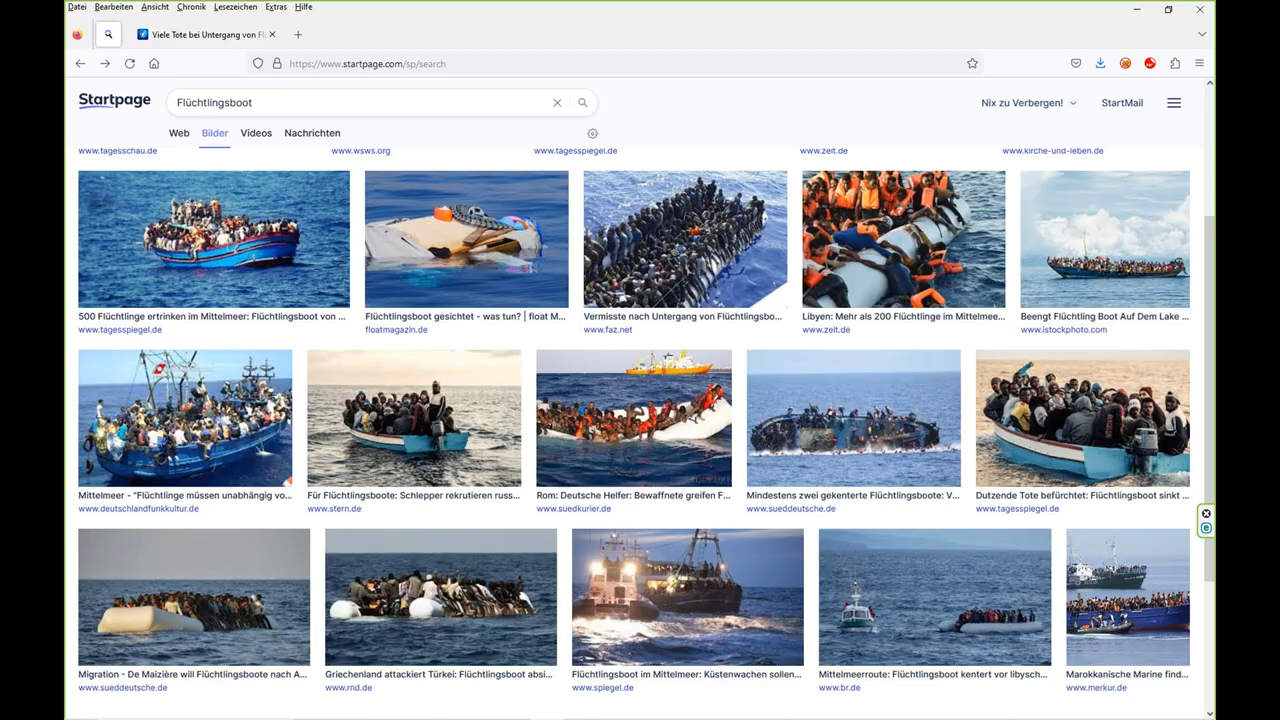 Datei Bearbeiten Ansicht Chronik Lesezeichen Extras Hilfe
Viele Tote bei Untergang von Fl
https://www.startpage.com/sp/search
Startpage
Flüchtlingsboot
Nix zu Verbergen!
StartMail
Web Bilder Videos Nachrichten
www.tagesschau.de www.wsws.org www.tagesspiegel.de www.zeit.de www.kirche-und-leben.de
500 Flüchtlinge ertrinken im Mittelmeer: Flüchtlingsboot von ... Flüchtlingsboot gesichtet - was tun? | float M... Vermisste nach Untergang von Flüchtlingsbo... Libyen: Mehr als 200 Flüchtlinge im Mittelmee... Beengt Flüchtling Boot Auf Dem Lake ...
www.tagesspiegel.de floatmagazin.de www.faz.net www.zeit.de www.istockphoto.com
Mittelmeer - "Flüchtlinge müssen unabhängig vo... Für Flüchtlingsboote: Schlepper rekrutieren russ... Rom: Deutsche Helfer: Bewaffnete greifen F... Mindestens zwei gekenterte Flüchtlingsboote: V... Dutzende Tote befürchtet: Flüchtlingsboot sinkt ...
www.deutschlandfunkkultur.de www.stern.de www.suedkurier.de www.sueddeutsche.de www.tagesspiegel.de
Migration - De Maizière will Flüchtlingsboote nach A... Griechenland attackiert Türkei: Flüchtlingsboot absi... Flüchtlingsboot im Mittelmeer: Küstenwachen sollen... Mittelmeerroute: Flüchtlingsboot kentert vor libysch... Marokkanische Marine find...
www.sueddeutsche.de www.rnd.de www.spiegel.de www.br.de www.merkur.de